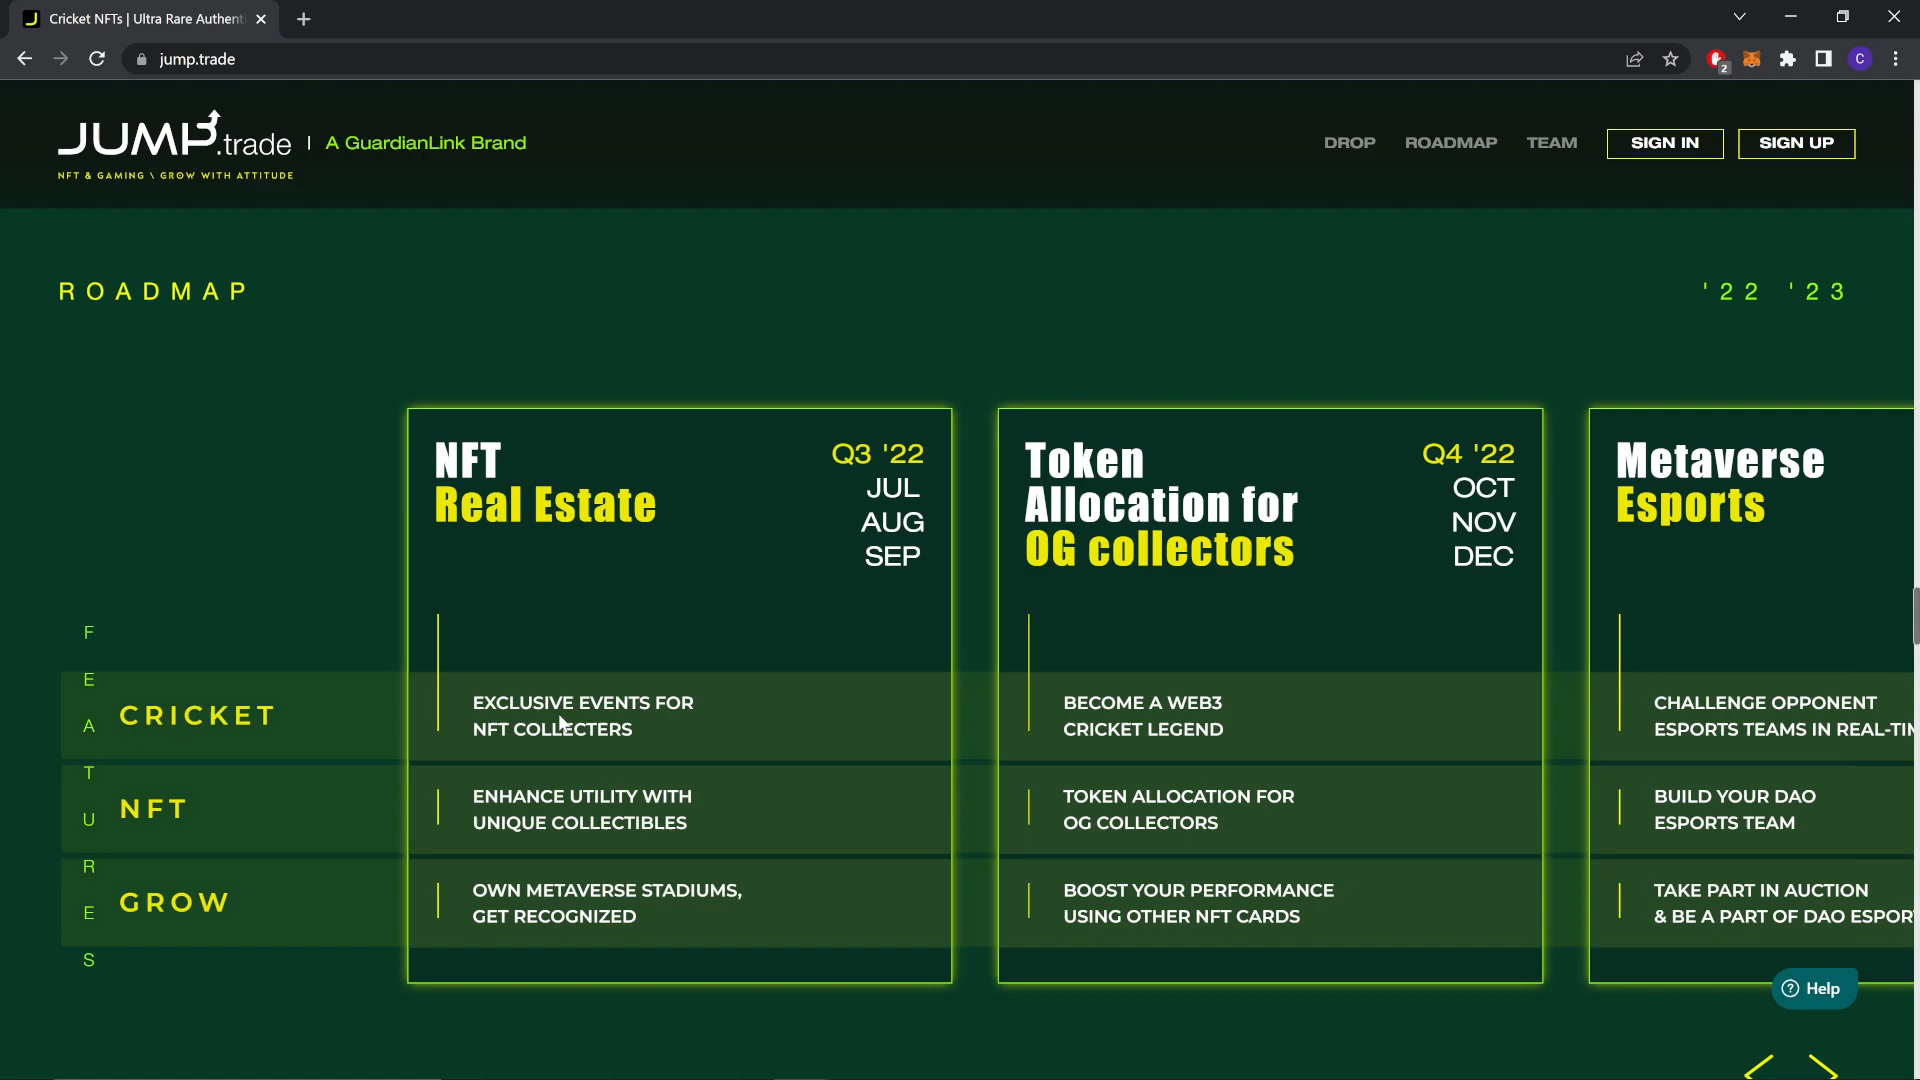 Cricket NFTs | Ultra Rare Authent
jump.trade
2
C
JUMP.trade | A GuardianLink Brand
NFT & GAMING \ GROW WITH ATTITUDE
DROP
ROADMAP
TEAM
SIGN IN
SIGN UP
ROADMAP
'22 '23
NFT
Real Estate
Q3 '22
JUL
AUG
SEP
Token
Allocation for
OG collectors
Q4 '22
OCT
NOV
DEC
Metaverse
Esports
FEATURES
CRICKET
EXCLUSIVE EVENTS FOR
NFT COLLECTERS
BECOME A WEB3
CRICKET LEGEND
CHALLENGE OPPONENT
ESPORTS TEAMS IN REAL-TIM
NFT
ENHANCE UTILITY WITH
UNIQUE COLLECTIBLES
TOKEN ALLOCATION FOR
OG COLLECTORS
BUILD YOUR DAO
ESPORTS TEAM
GROW
OWN METAVERSE STADIUMS,
GET RECOGNIZED
BOOST YOUR PERFORMANCE
USING OTHER NFT CARDS
TAKE PART IN AUCTION
& BE A PART OF DAO ESPOR
Help